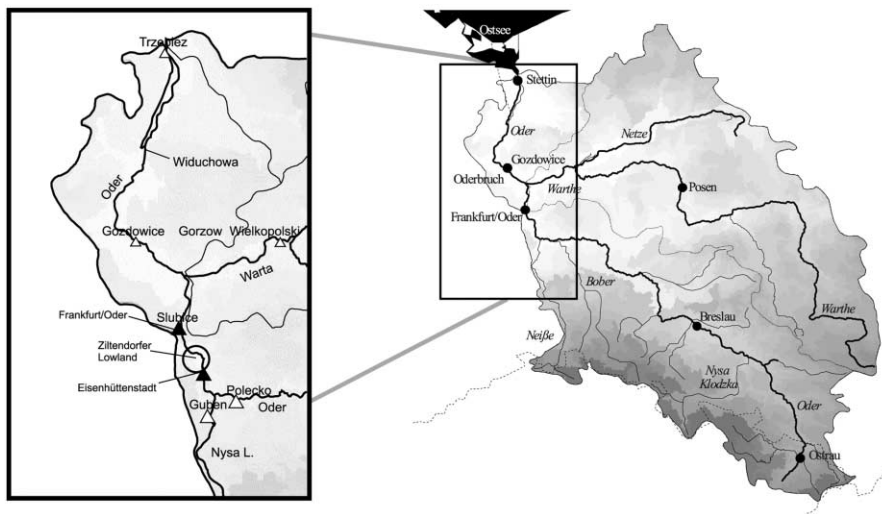 Trzebiez
Widuchowa
Oder
Gozdowice
Gorzow Wielkopolski
Warta
Slubice
Frankfurt/Oder
Ziltendorfer
Lowland
Eisenhüttenstadt
Polecko
Oder
Guben
Nysa L.
Ostsee
Stettin
Oder
Netze
Gozdowice
Oderbruch
Warthe
Posen
Frankfurt/Oder
Bober
Warthe
Breslau
Neiße
Nysa
Klodzka
Oder
Ostrau